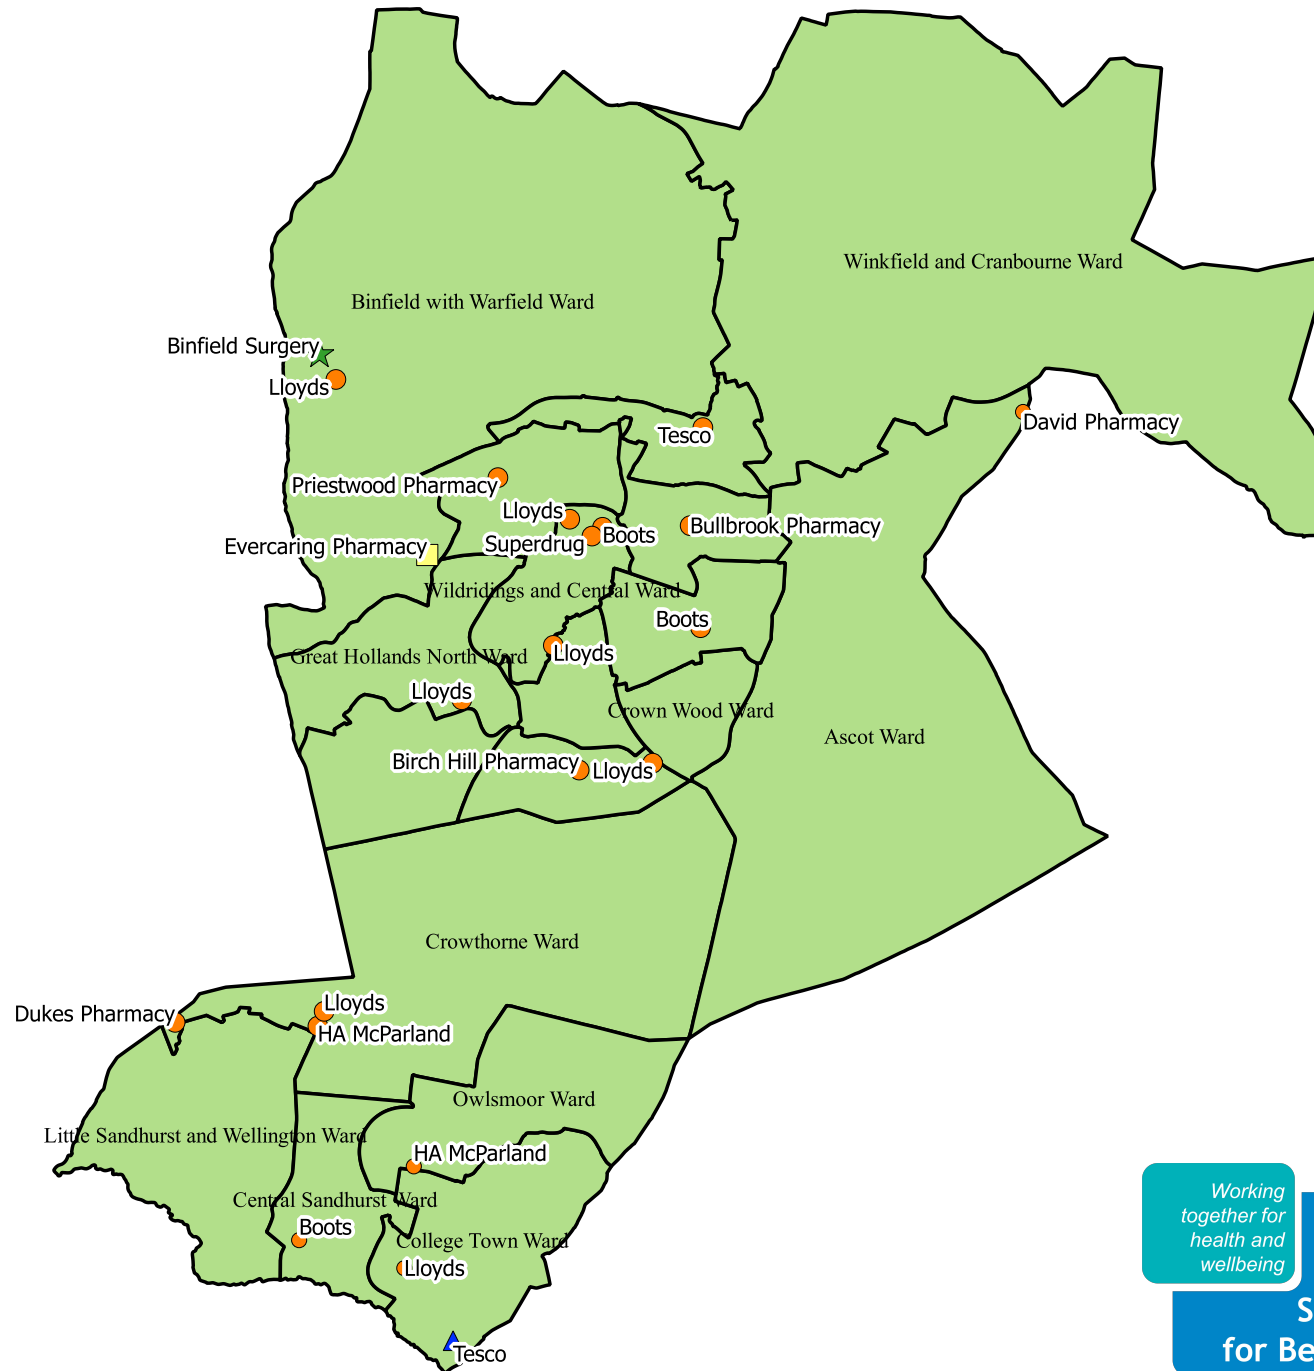 Winkfield and Cranbourne Ward
Binfield with Warfield Ward
Binfield Surgery
Lloyds
David Pharmacy
Tesco
Priestwood Pharmacy
Lloyds
Boots
Bullbrook Pharmacy
Superdrug
Evercaring Pharmacy
Wildridings and Central Ward
Boots
Lloyds
Great Hollands North Ward
Lloyds
Crown Wood Ward
Ascot Ward
Birch Hill Pharmacy
Lloyds
Crowthorne Ward
Lloyds
Dukes Pharmacy
HA McParland
Owlsmoor Ward
Little Sandhurst and Wellington Ward
HA McParland
Central Sandhurst Ward
Boots
College Town Ward
Lloyds
Tesco
Working
together for
health and
wellbeing
S
for Be